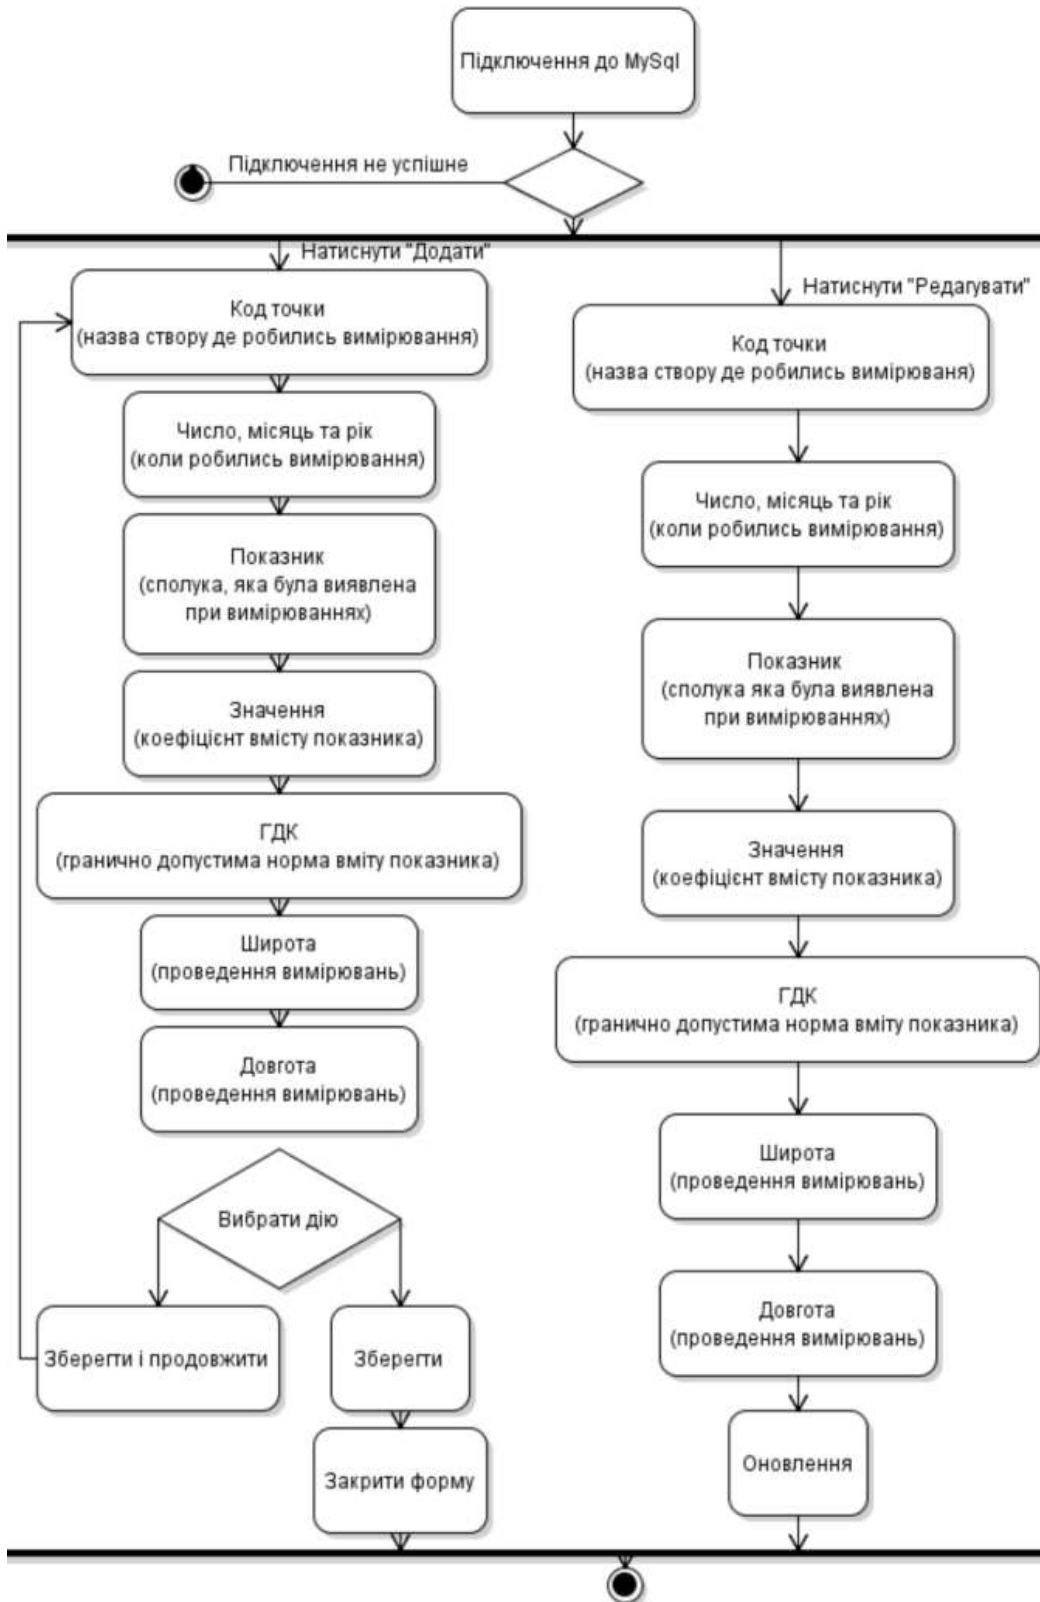 Підключення до MySql
Підключення не успішне
Натиснути "Додати"
Код точки
(назва створу де робились вимірювання)
Число, місяць та рік
(коли робились вимірювання)
Показник
(сполука, яка була виявлена
при вимірюваннях)
Значення
(коефіцієнт вмісту показника)
ГДК
(гранично допустима норма вміту показника)
Широта
(проведення вимірювань)
Довгота
(проведення вимірювань)
Вибрати дію
Зберегти і продовжити
Зберегти
Закрити форму
Натиснути "Редагувати"
Код точки
(назва створу де робились вимірюваня)
Число, місяць та рік
(коли робились вимірювання)
Показник
(сполука яка була виявлена
при вимірюваннях)
Значення
(коефіцієнт вмісту показника)
ГДК
(гранично допустима норма вміту показника)
Широта
(проведення вимірювань)
Довгота
(проведення вимірювань)
Оновлення